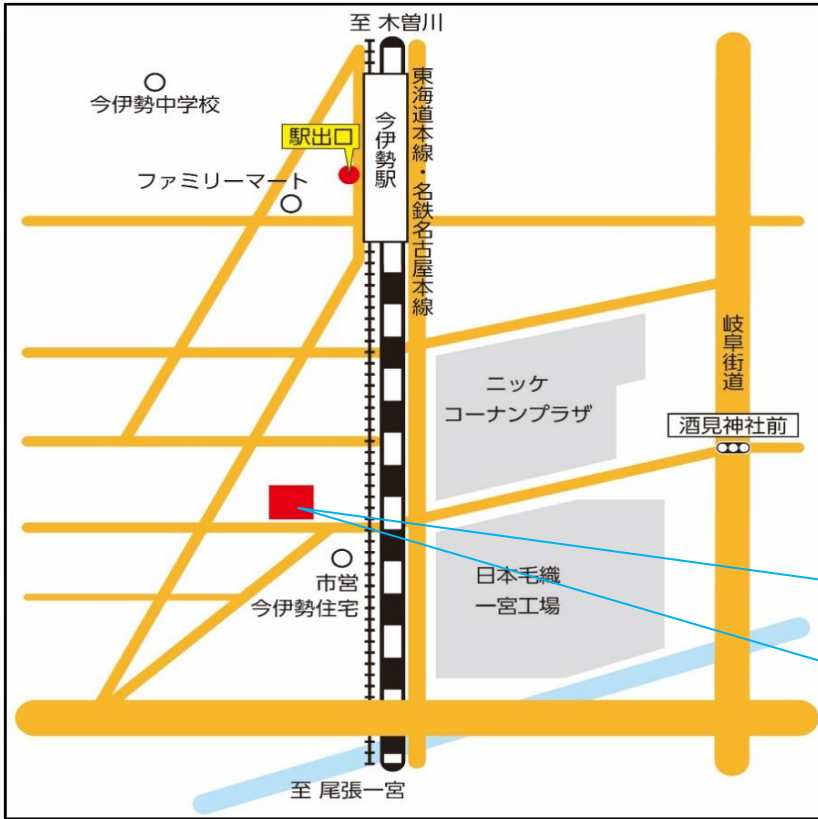 至 木曽川
今伊勢中学校
駅出口
今伊勢駅
東海道本線・名鉄名古屋本線
ファミリーマート
岐阜街道
ニッケ
コーナンプラザ
酒見神社前
市営
今伊勢住宅
日本毛織
一宮工場
至 尾張一宮